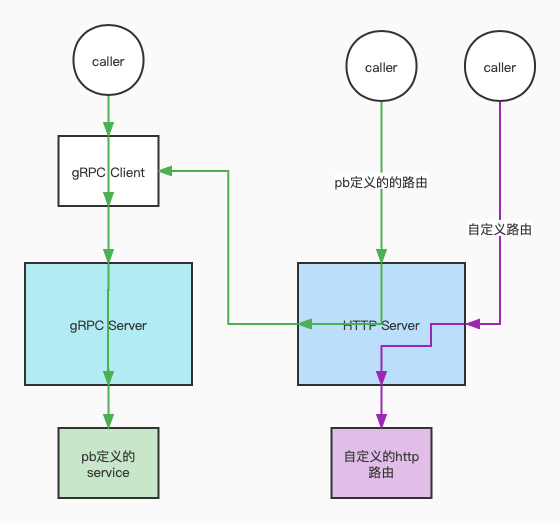 caller
caller
caller
gRPC Client
pb定义的的路由
自定义路由
gRPC Server
HTTP Server
pb定义的
service
自定义的http
路由